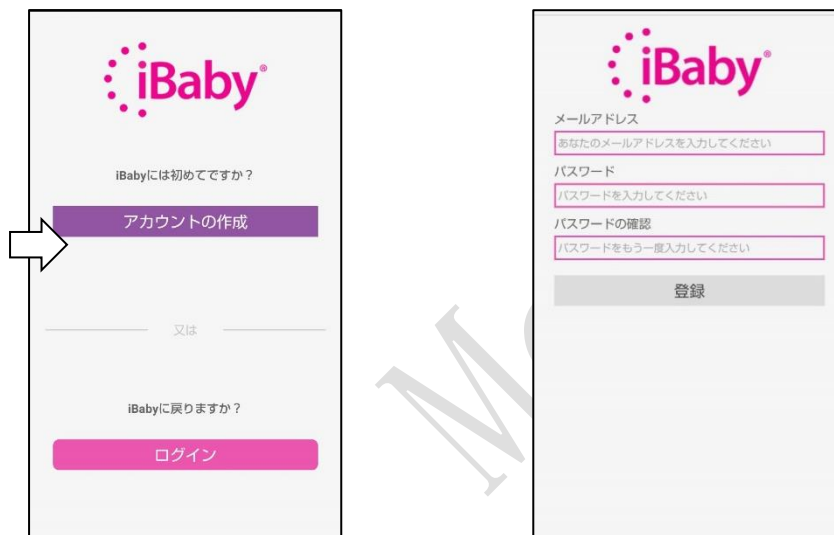 iBaby®
iBabyには初めてですか？
アカウントの作成
又は
iBabyに戻りますか？
ログイン
iBaby
メールアドレス
あなたのメールアドレスを入力してください
パスワード
パスワードを入力してください
パスワードの確認
パスワードをもう一度入力してください
登録